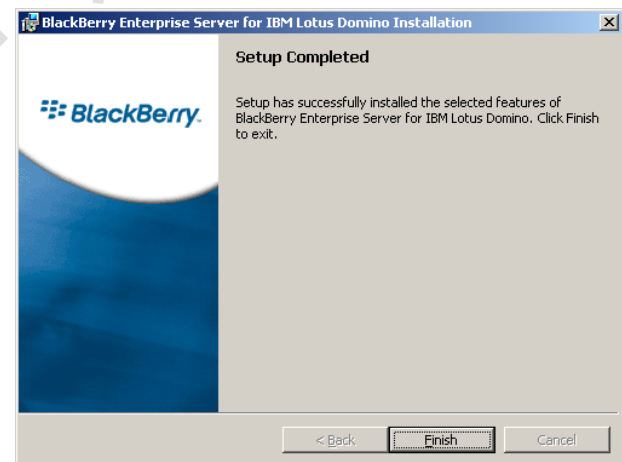 BlackBerry Enterprise Server for IBM Lotus Domino Installation
Setup Completed
BlackBerry.
Setup has successfully installed the selected features of
BlackBerry Enterprise Server for IBM Lotus Domino. Click Finish
to exit.
< Back
Finish
Cancel